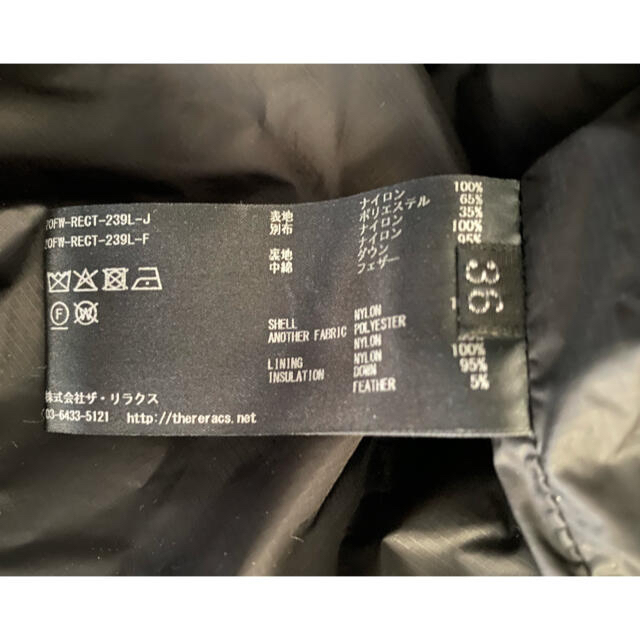 20FW-RECT-239L-J
20FW-RECT-239L-F
表地 ナイロン 100%
別布 ポリエステル 65%
ナイロン 35%
裏地 ナイロン 100%
中綿 ダウン 95%
フェザー
36
F
W
SHELL NYLON
ANOTHER FABRIC POLYESTER
NYLON
LINING NYLON 100%
INSULATION DOWN 95%
FEATHER 5%
株式会社ザ・リラクス
03-6433-5121 http://thereracs.net